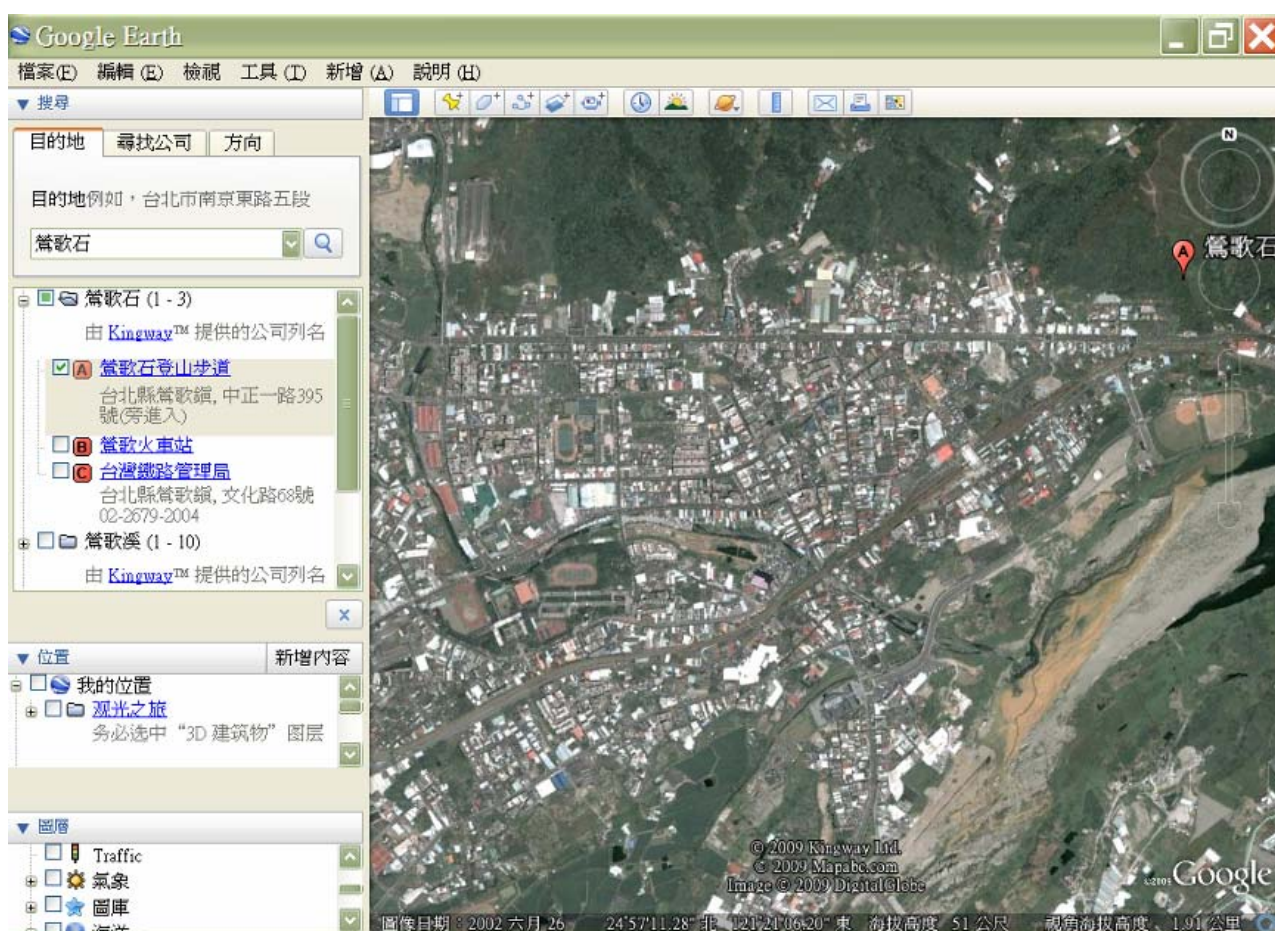 Google Earth
檔案(F) 編輯(E) 檢視 工具(T) 新增(A) 說明(H)
搜尋
目的地 尋找公司 方向
目的地例如，台北市南京東路五段
鶯歌石
鶯歌石 (1 - 3)
由 Kingway™ 提供的公司列名
A 鶯歌石登山步道
台北縣鶯歌鎮, 中正一路395
號(旁進入)
B 鶯歌火車站
C 台灣鐵路管理局
台北縣鶯歌鎮, 文化路68號
02-2679-2004
鶯歌溪 (1 - 10)
由 Kingway™ 提供的公司列名
位置 新增內容
我的位置
观光之旅
务必选中“3D 建筑物”图层
圖層
Traffic
氣象
圖庫
N
A 鶯歌石
© 2009 Kingway Ltd.
© 2009 Mapabc.com
Image © 2009 DigitalGlobe
Google
圖像日期：2002 六月 26 24°57'11.28" 北 121°21'06.20" 東 海拔高度 51 公尺 視角海拔高度 1.91 公里